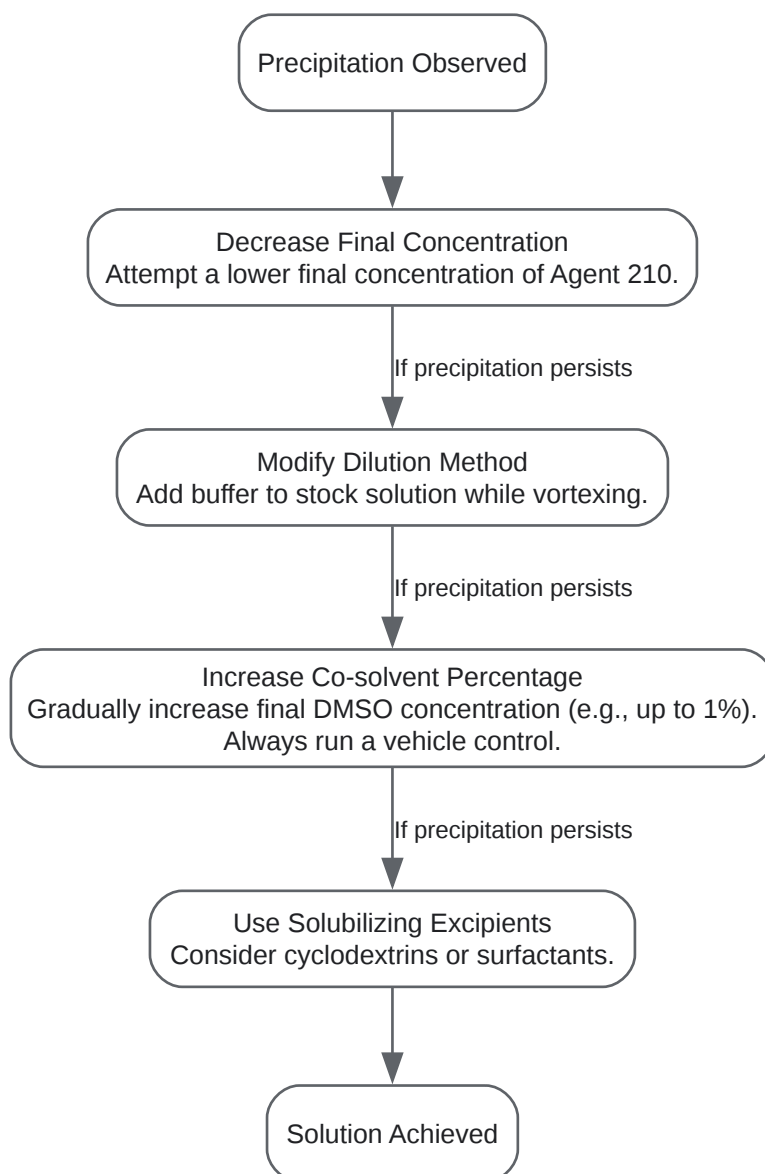 Precipitation Observed
Decrease Final Concentration
Attempt a lower final concentration of Agent 210.
If precipitation persists
Modify Dilution Method
Add buffer to stock solution while vortexing.
If precipitation persists
Increase Co-solvent Percentage
Gradually increase final DMSO concentration (e.g., up to 1%).
Always run a vehicle control.
If precipitation persists
Use Solubilizing Excipients
Consider cyclodextrins or surfactants.
Solution Achieved